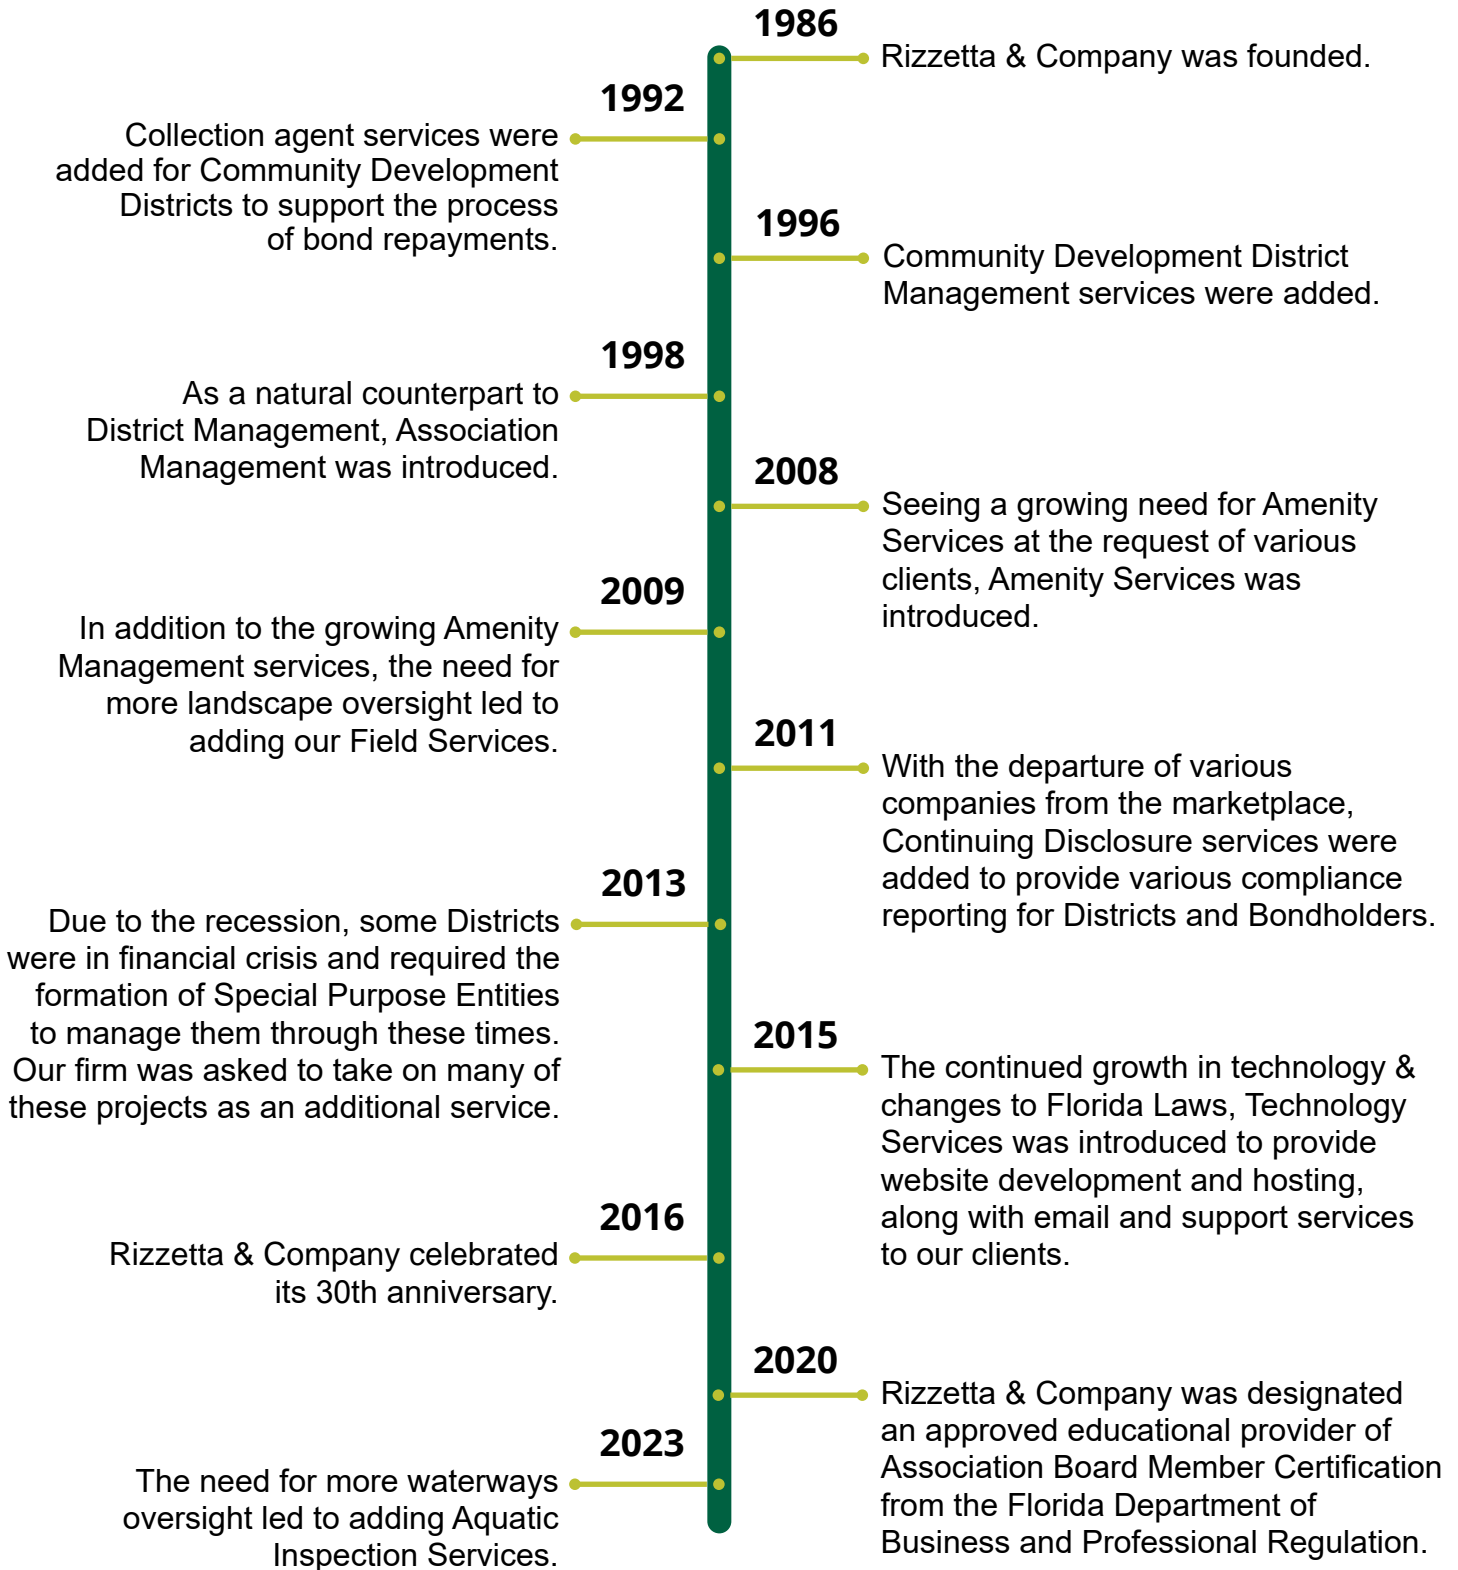 1986
Rizzetta & Company was founded.
1992
Collection agent services were
added for Community Development
Districts to support the process
of bond repayments.
1996
Community Development District
Management services were added.
1998
As a natural counterpart to
District Management, Association
Management was introduced.
2008
Seeing a growing need for Amenity
Services at the request of various
clients, Amenity Services was
introduced.
2009
In addition to the growing Amenity
Management services, the need for
more landscape oversight led to
adding our Field Services.
2011
With the departure of various
companies from the marketplace,
Continuing Disclosure services were
added to provide various compliance
reporting for Districts and Bondholders.
2013
Due to the recession, some Districts
were in financial crisis and required the
formation of Special Purpose Entities
to manage them through these times.
Our firm was asked to take on many of
these projects as an additional service.
2015
The continued growth in technology &
changes to Florida Laws, Technology
Services was introduced to provide
website development and hosting,
along with email and support services
to our clients.
2016
Rizzetta & Company celebrated
its 30th anniversary.
2020
Rizzetta & Company was designated
an approved educational provider of
Association Board Member Certification
from the Florida Department of
Business and Professional Regulation.
2023
The need for more waterways
oversight led to adding Aquatic
Inspection Services.